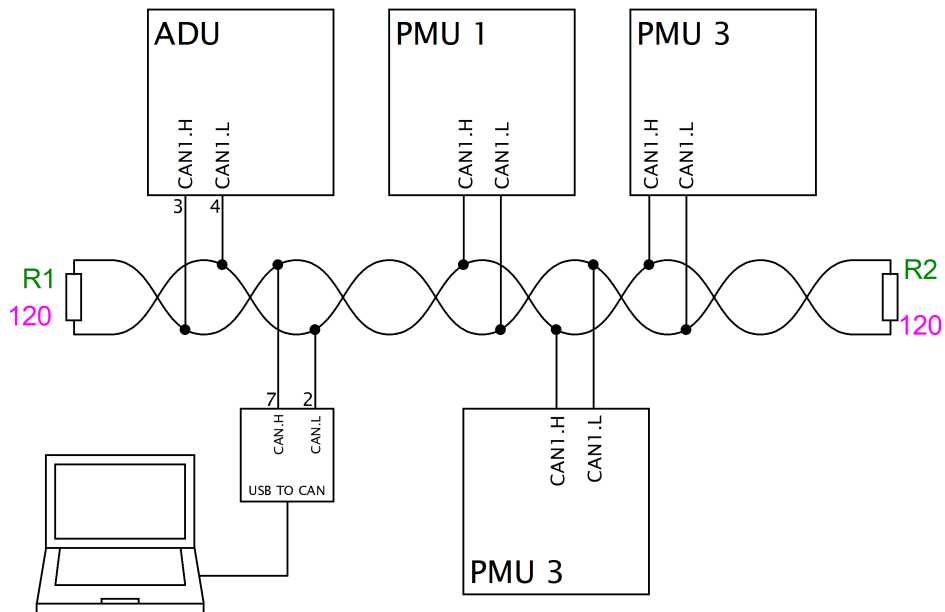 ADU
PMU 1
PMU 3
CAN1.H
CAN1.L
CAN1.H
CAN1.L
CAN1.H
CAN1.L
3
4
R1
120
R2
120
7
2
CAN.H
CAN.L
USB TO CAN
CAN1.H
CAN1.L
PMU 3